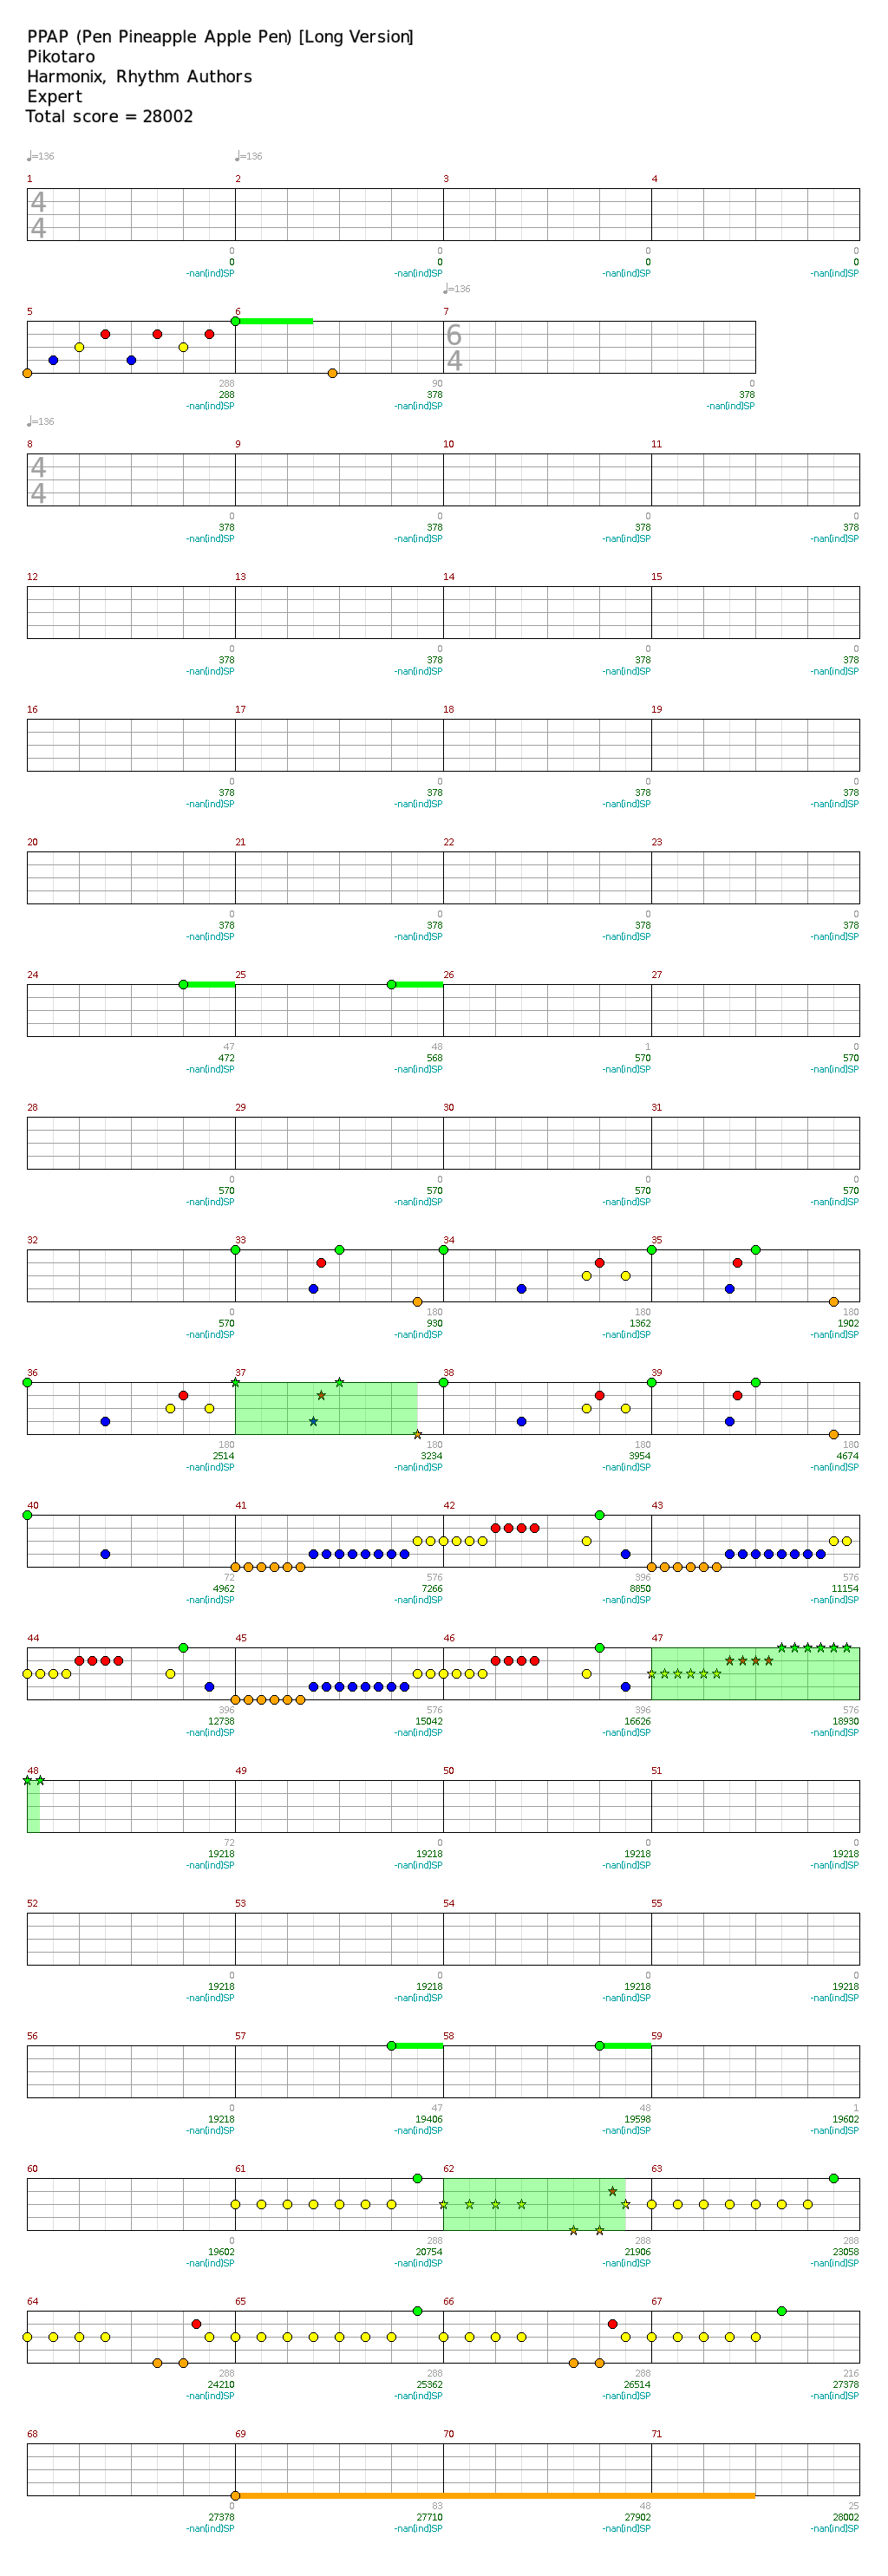 PPAP (Pen Pineapple Apple Pen) [Long Version]
Pikotaro
Harmonix, Rhythm Authors
Expert
Total score = 28002
♩=136 ♩=136
1 2 3 4
4
4
0 0 0 0
0 0 0 0
-nan(ind)SP -nan(ind)SP -nan(ind)SP -nan(ind)SP
♩=136
5 6 7
6
4
288 90 0
288 378 378
-nan(ind)SP -nan(ind)SP -nan(ind)SP
♩=136
8 9 10 11
4
4
0 0 0 0
378 378 378 378
-nan(ind)SP -nan(ind)SP -nan(ind)SP -nan(ind)SP
12 13 14 15
0 0 0 0
378 378 378 378
-nan(ind)SP -nan(ind)SP -nan(ind)SP -nan(ind)SP
16 17 18 19
0 0 0 0
378 378 378 378
-nan(ind)SP -nan(ind)SP -nan(ind)SP -nan(ind)SP
20 21 22 23
0 0 0 0
378 378 378 378
-nan(ind)SP -nan(ind)SP -nan(ind)SP -nan(ind)SP
24 25 26 27
47 48 1 0
472 568 570 570
-nan(ind)SP -nan(ind)SP -nan(ind)SP -nan(ind)SP
28 29 30 31
0 0 0 0
570 570 570 570
-nan(ind)SP -nan(ind)SP -nan(ind)SP -nan(ind)SP
32 33 34 35
0 180 180 180
570 930 1362 1902
-nan(ind)SP -nan(ind)SP -nan(ind)SP -nan(ind)SP
36 37 38 39
180 180 180 180
2514 3234 3954 4674
-nan(ind)SP -nan(ind)SP -nan(ind)SP -nan(ind)SP
40 41 42 43
72 576 396 576
4962 7266 8850 11154
-nan(ind)SP -nan(ind)SP -nan(ind)SP -nan(ind)SP
44 45 46 47
396 576 396 576
12738 15042 16626 18930
-nan(ind)SP -nan(ind)SP -nan(ind)SP -nan(ind)SP
48 49 50 51
72 0 0 0
19218 19218 19218 19218
-nan(ind)SP -nan(ind)SP -nan(ind)SP -nan(ind)SP
52 53 54 55
0 0 0 0
19218 19218 19218 19218
-nan(ind)SP -nan(ind)SP -nan(ind)SP -nan(ind)SP
56 57 58 59
0 47 48 1
19218 19406 19598 19602
-nan(ind)SP -nan(ind)SP -nan(ind)SP -nan(ind)SP
60 61 62 63
0 288 288 288
19602 20754 21906 23058
-nan(ind)SP -nan(ind)SP -nan(ind)SP -nan(ind)SP
64 65 66 67
288 288 288 216
24210 25362 26514 27378
-nan(ind)SP -nan(ind)SP -nan(ind)SP -nan(ind)SP
68 69 70 71
0 83 48 25
27378 27710 27902 28002
-nan(ind)SP -nan(ind)SP -nan(ind)SP -nan(ind)SP